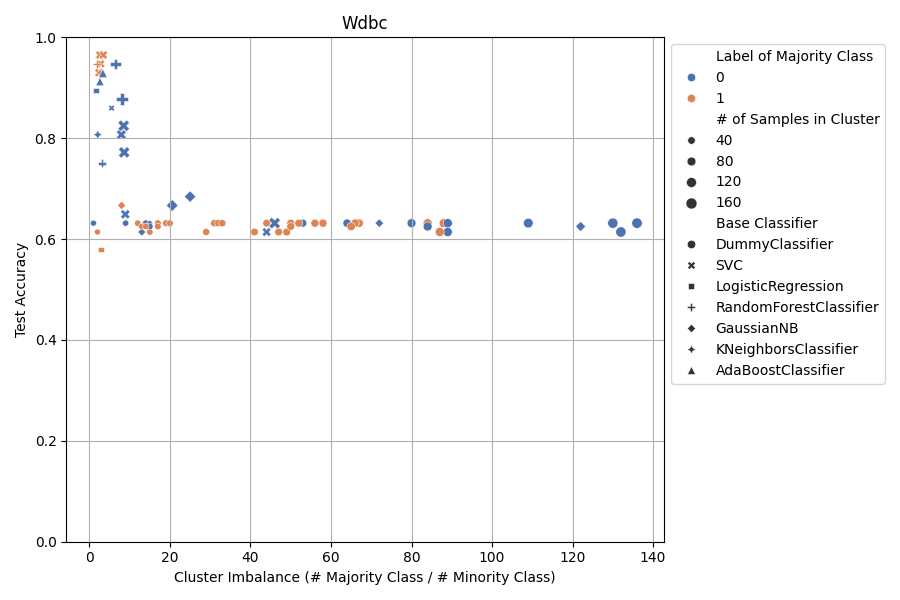 Wdbc
1.0
0.8
0.6
0.4
0.2
0.0
Test Accuracy
0 20 40 60 80 100 120 140
Cluster Imbalance (# Majority Class / # Minority Class)
Label of Majority Class
0
1
# of Samples in Cluster
40
80
120
160
Base Classifier
DummyClassifier
SVC
LogisticRegression
RandomForestClassifier
GaussianNB
KNeighborsClassifier
AdaBoostClassifier